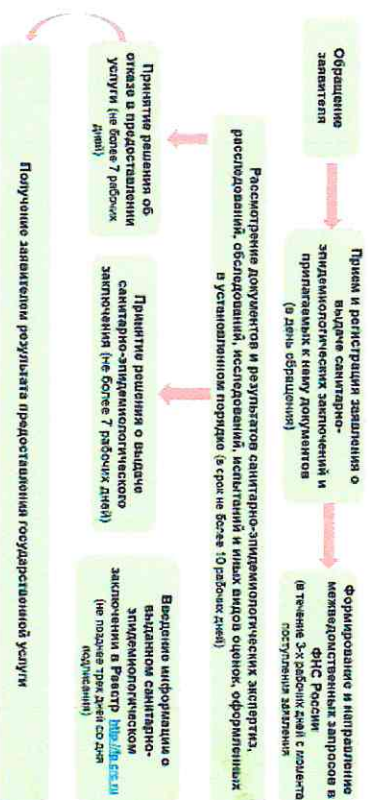 Обращение
заявителя
Прием и регистрация заявления о
выдаче санитарно-
эпидемиологических заключений и
прилагаемых к нему документов
(в день обращения)
Формирование и направление
межведомственных запросов в
ФНС России
(в течение 3-х рабочих дней с момента
поступления заявления
Рассмотрение документов и результатов санитарно-эпидемиологических экспертиз,
расследований, обследований, исследований, испытаний и иных видов оценок, оформленных
в установленном порядке (в срок не более 10 рабочих дней)
Принятие решения об
отказе в предоставлении
услуги (не более 7 рабочих
дней)
Принятие решения о выдаче
санитарно-эпидемиологического
заключения (не более 7 рабочих дней)
Введение информации о
выданном санитарно-
эпидемиологическом
заключении в Реестр http://fp.crc.ru
(не позднее трех дней со дня
подписания)
Получение заявителем результата предоставления государственной услуги